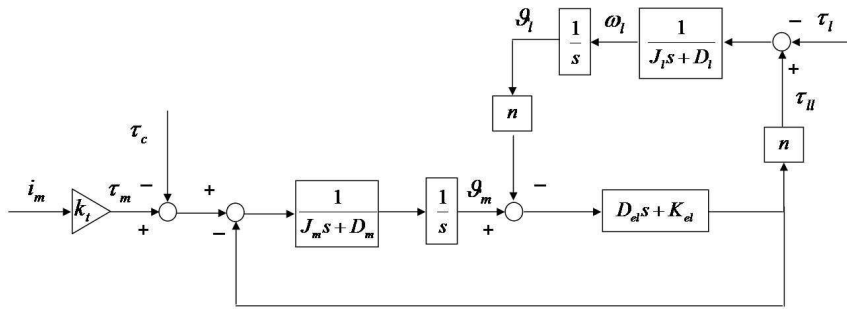 ϑ_l
1/s
ω_l
1/(J_l s + D_l)
−
τ_l
+
τ_ll
n
n
τ_c
i_m
k_t
τ_m
−
+
+
−
1/(J_m s + D_m)
1/s
ϑ_m
+
−
D_el s + K_el